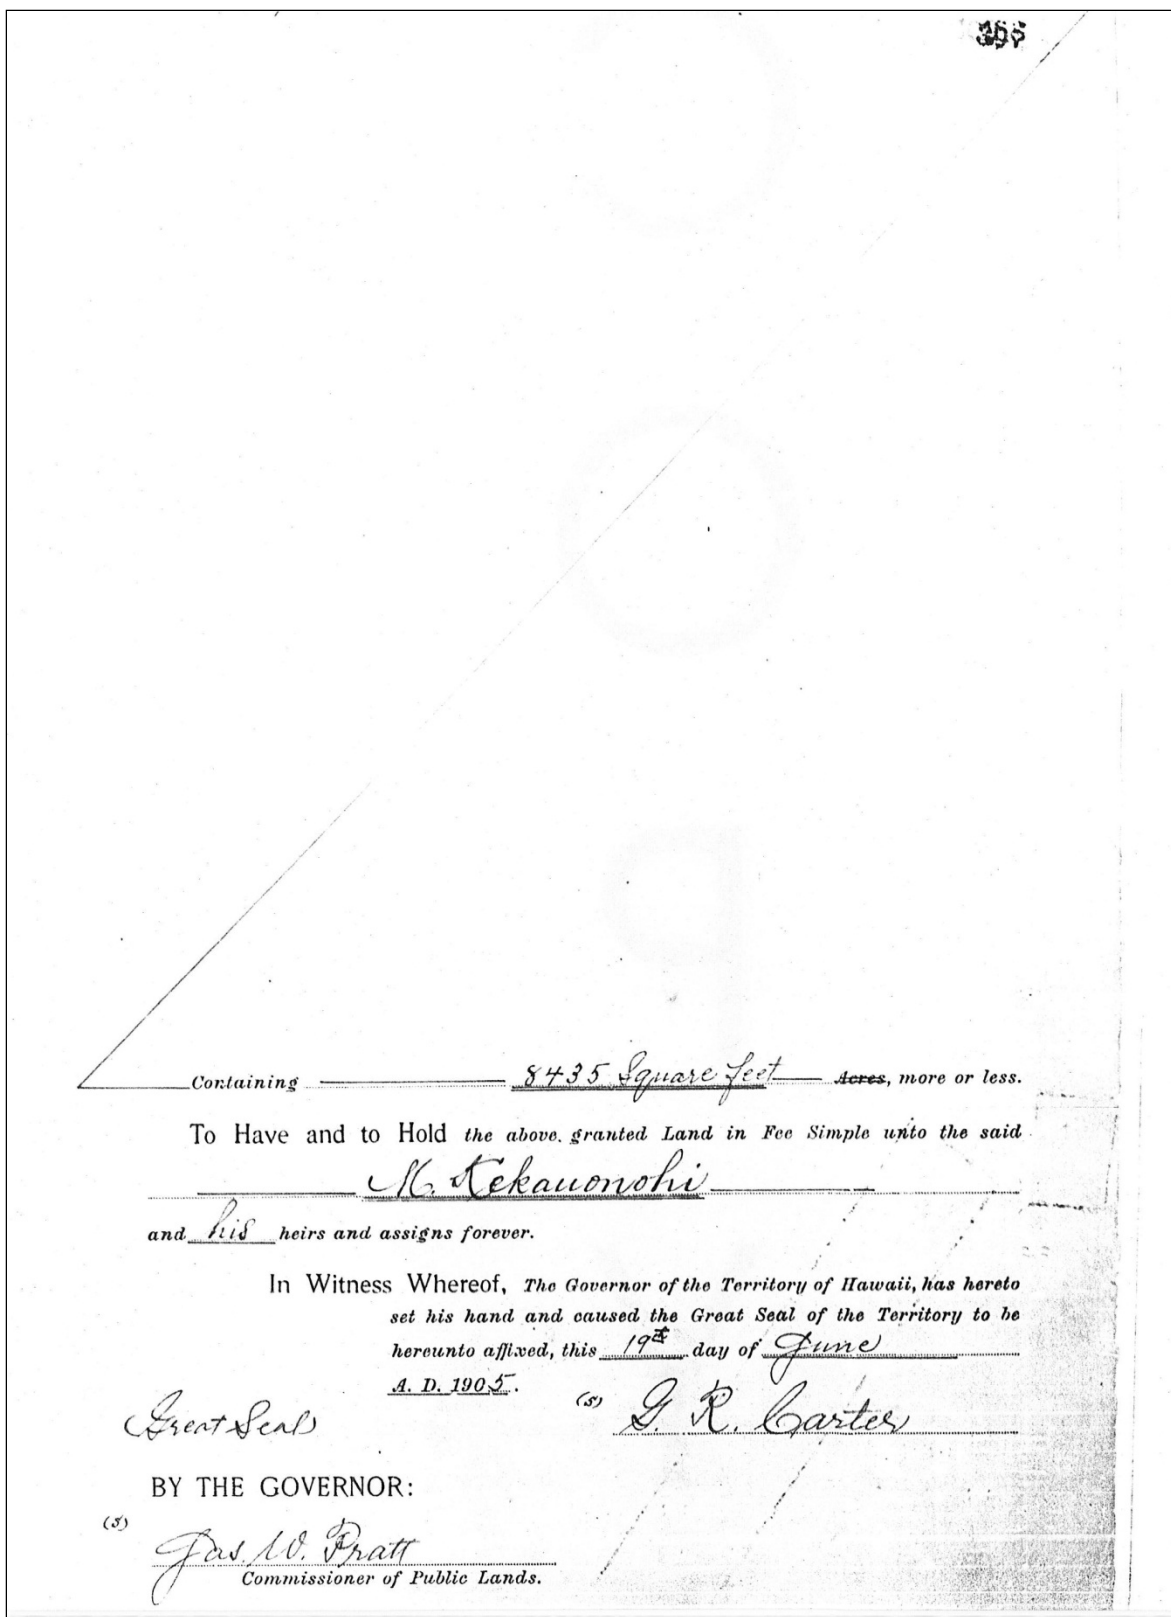 Containing 8435 Square feet Acres, more or less.
To Have and to Hold the above granted Land in Fee Simple unto the said
M. Kekauonohi
and his heirs and assigns forever.
In Witness Whereof, The Governor of the Territory of Hawaii, has hereto
set his hand and caused the Great Seal of the Territory to be
hereunto affixed, this 19th day of June
A. D. 1905.
(s) G. R. Carter
Great Seal
BY THE GOVERNOR:
(s)
Jas. W. Pratt
Commissioner of Public Lands.